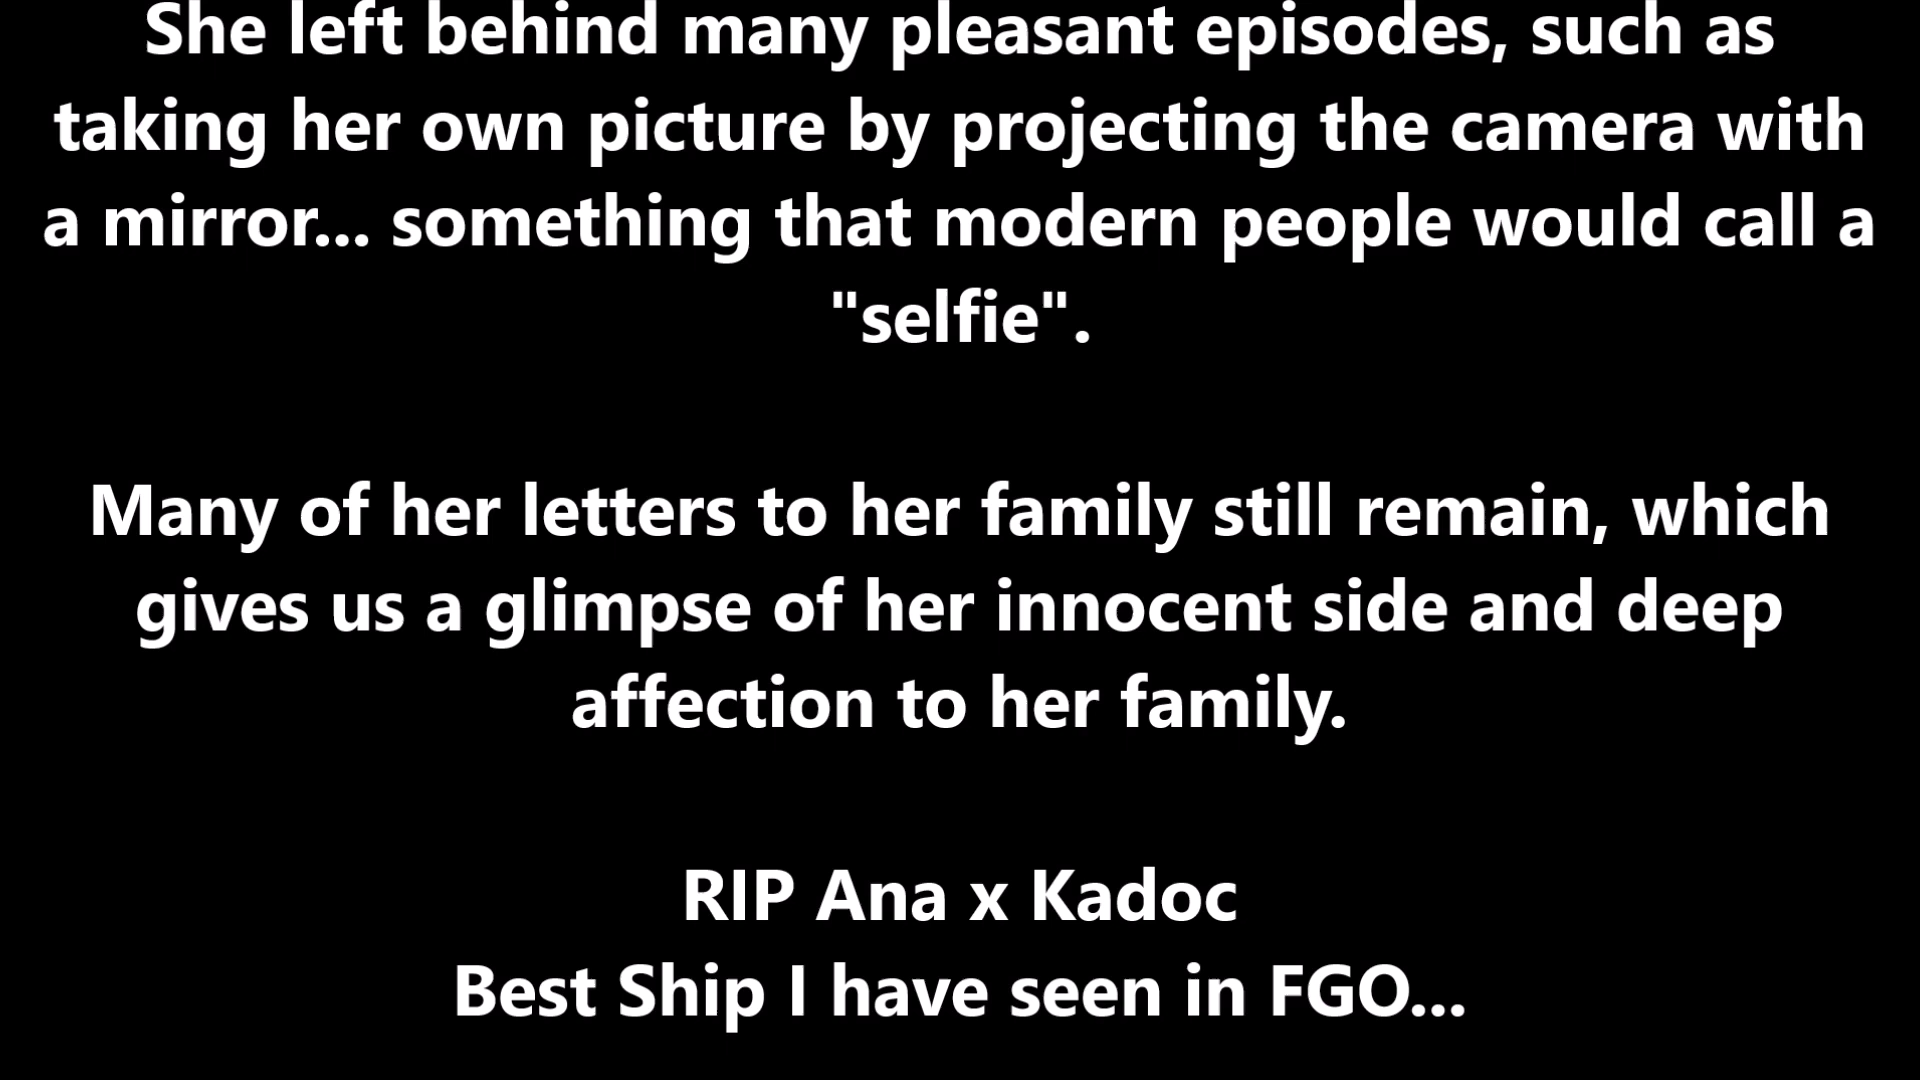 She left behind many pleasant episodes, such as
taking her own picture by projecting the camera with
a mirror... something that modern people would call a
"selfie".
Many of her letters to her family still remain, which
gives us a glimpse of her innocent side and deep
affection to her family.
RIP Ana x Kadoc
Best Ship I have seen in FGO...